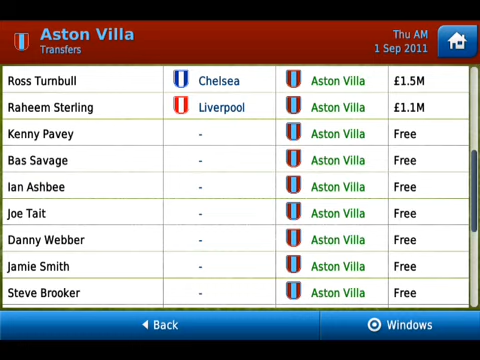 Aston Villa
Transfers
Thu AM
1 Sep 2011
Ross Turnbull Chelsea Aston Villa £1.5M
Raheem Sterling Liverpool Aston Villa £1.1M
Kenny Pavey - Aston Villa Free
Bas Savage - Aston Villa Free
Ian Ashbee - Aston Villa Free
Joe Tait - Aston Villa Free
Danny Webber - Aston Villa Free
Jamie Smith - Aston Villa Free
Steve Brooker - Aston Villa Free
Back Windows